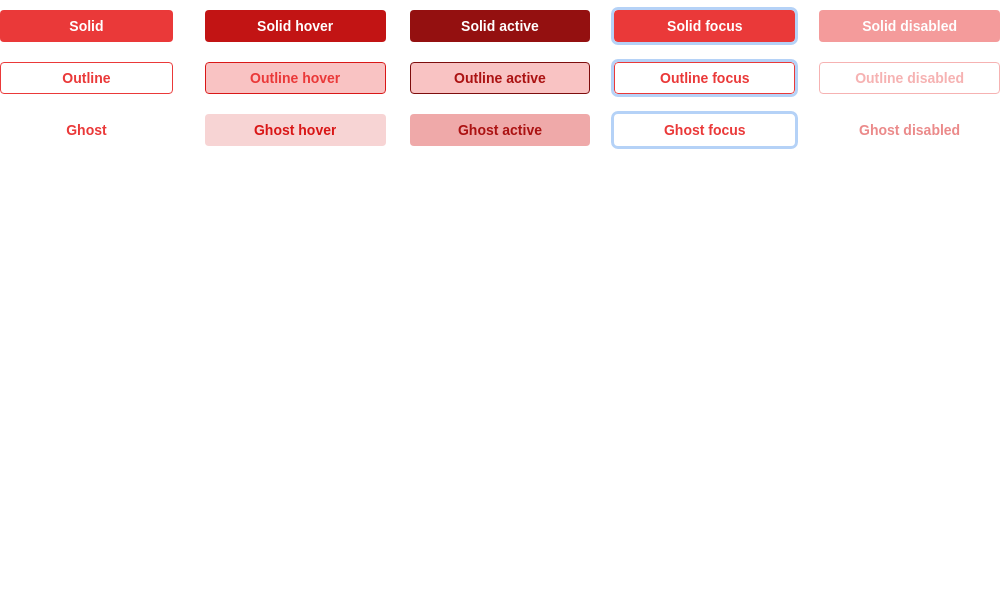 Solid Solid hover Solid active Solid focus Solid disabled
Outline Outline hover Outline active Outline focus Outline disabled
Ghost Ghost hover Ghost active Ghost focus Ghost disabled